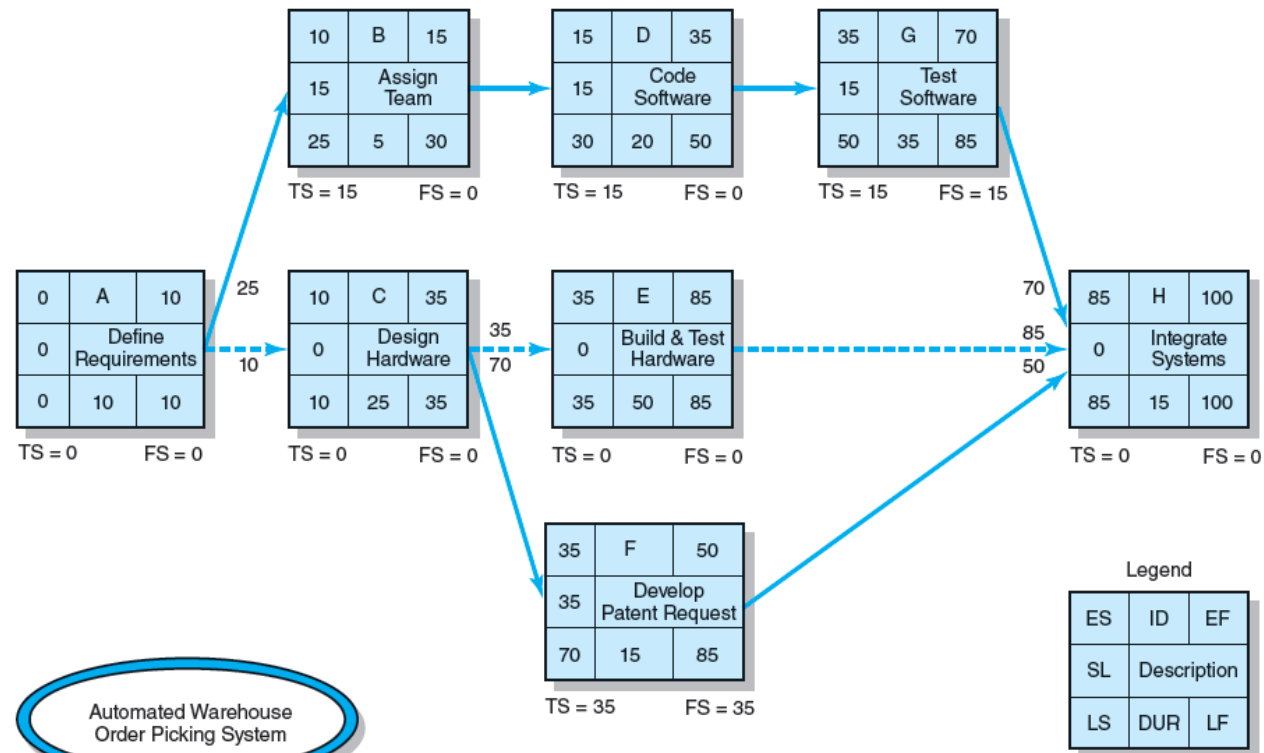 10 B 15
15 Assign
Team
25 5 30
TS = 15 FS = 0
15 D 35
15 Code
Software
30 20 50
TS = 15 FS = 0
35 G 70
15 Test
Software
50 35 85
TS = 15 FS = 15
0 A 10
0 Define
Requirements
0 10 10
TS = 0 FS = 0
25
10
10 C 35
0 Design
Hardware
10 25 35
TS = 0 FS = 0
35
70
35 E 85
0 Build & Test
Hardware
35 50 85
TS = 0 FS = 0
70
85
50
85 H 100
0 Integrate
Systems
85 15 100
TS = 0 FS = 0
35 F 50
35 Develop
Patent Request
70 15 85
TS = 35 FS = 35
Automated Warehouse
Order Picking System
Legend
ES ID EF
SL Description
LS DUR LF